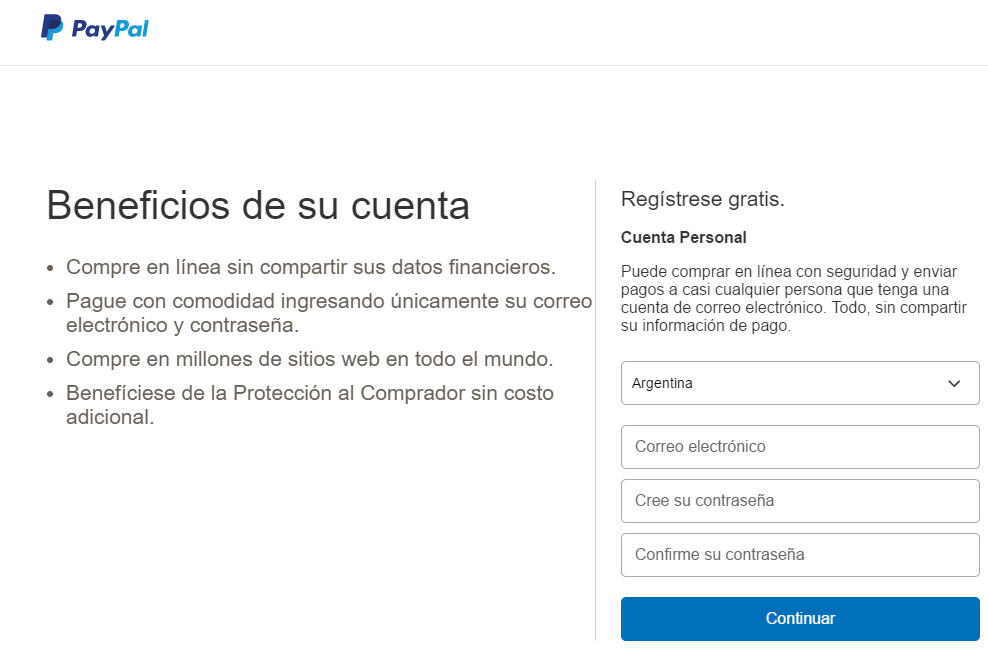 PayPal
Beneficios de su cuenta
• Compre en línea sin compartir sus datos financieros.
• Pague con comodidad ingresando únicamente su correo
electrónico y contraseña.
• Compre en millones de sitios web en todo el mundo.
• Benefíciese de la Protección al Comprador sin costo
adicional.
Regístrese gratis.
Cuenta Personal
Puede comprar en línea con seguridad y enviar
pagos a casi cualquier persona que tenga una
cuenta de correo electrónico. Todo, sin compartir
su información de pago.
Argentina
Correo electrónico
Cree su contraseña
Confirme su contraseña
Continuar